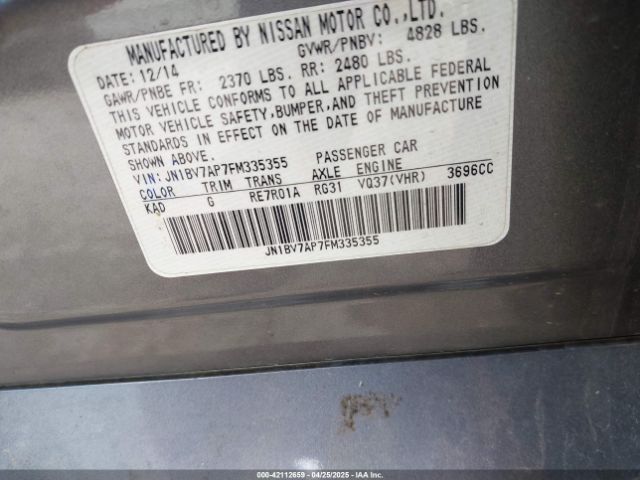 MANUFACTURED BY NISSAN MOTOR CO.,LTD.
DATE: 12/14 GVWR/PNBV: 4828 LBS.
GAWR/PNBE FR: 2370 LBS. RR: 2480 LBS.
THIS VEHICLE CONFORMS TO ALL APPLICABLE FEDERAL
MOTOR VEHICLE SAFETY, BUMPER, AND THEFT PREVENTION
STANDARDS IN EFFECT ON THE DATE OF MANUFACTURE
SHOWN ABOVE.
VIN: JN1BV7AP7FM335355 PASSENGER CAR
COLOR TRIM TRANS AXLE ENGINE
KAD G RE7R01A RG31 VQ37(VHR) 3696CC
JN1BV7AP7FM335355
000-42112659 - 04/25/2025 - © IAA, Inc.